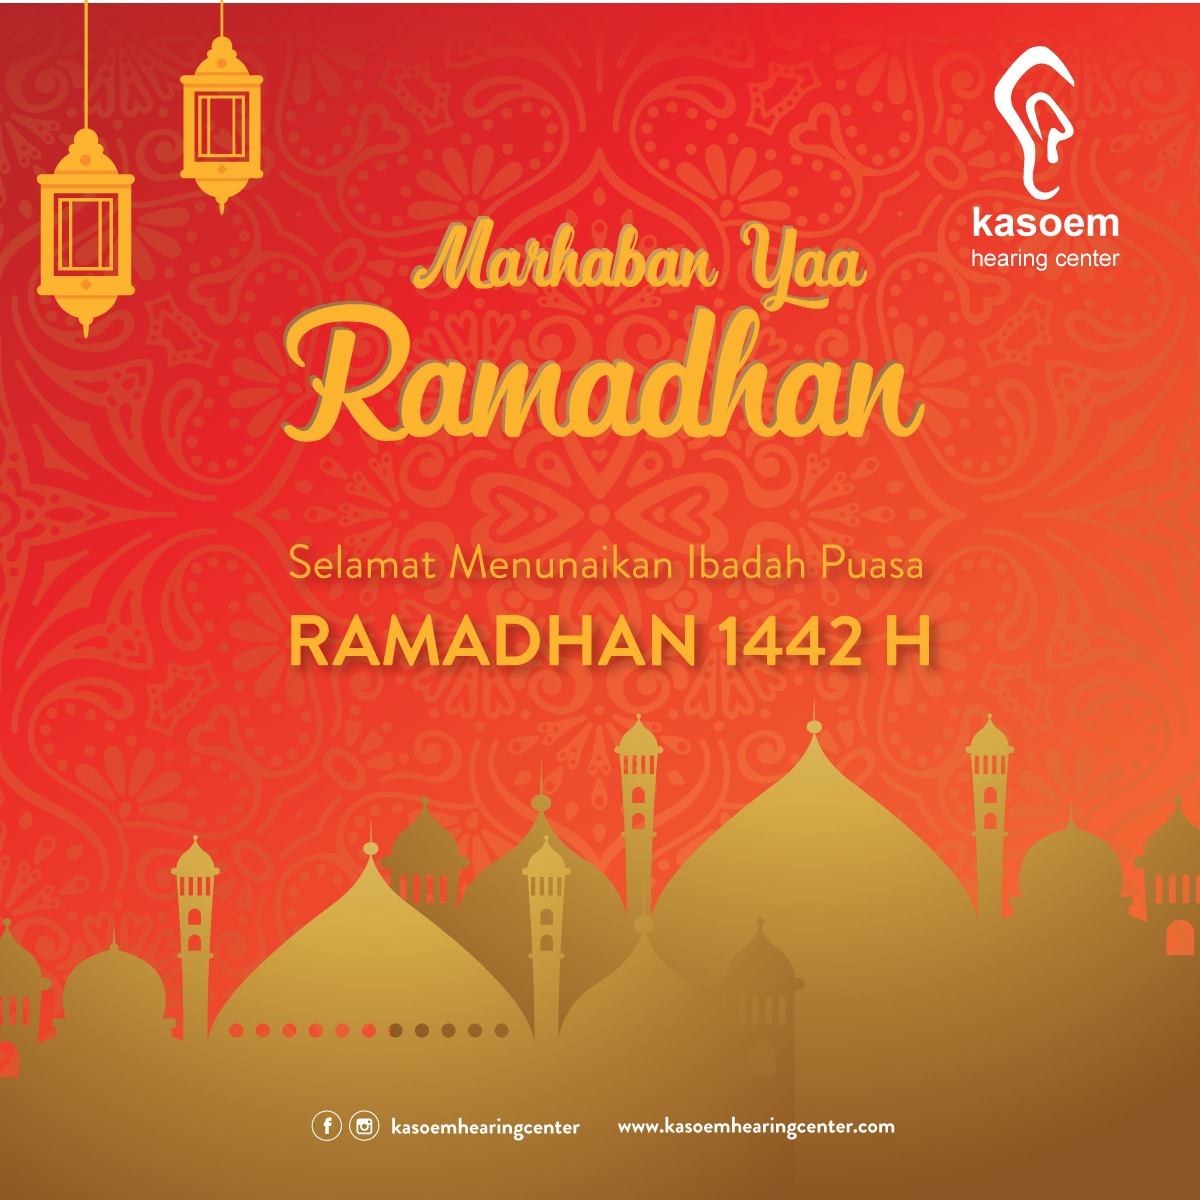 kasoem
hearing center
Marhaban Yaa
Ramadhan
Selamat Menunaikan Ibadah Puasa
RAMADHAN 1442 H
kasoemhearingcenter
www.kasoemhearingcenter.com